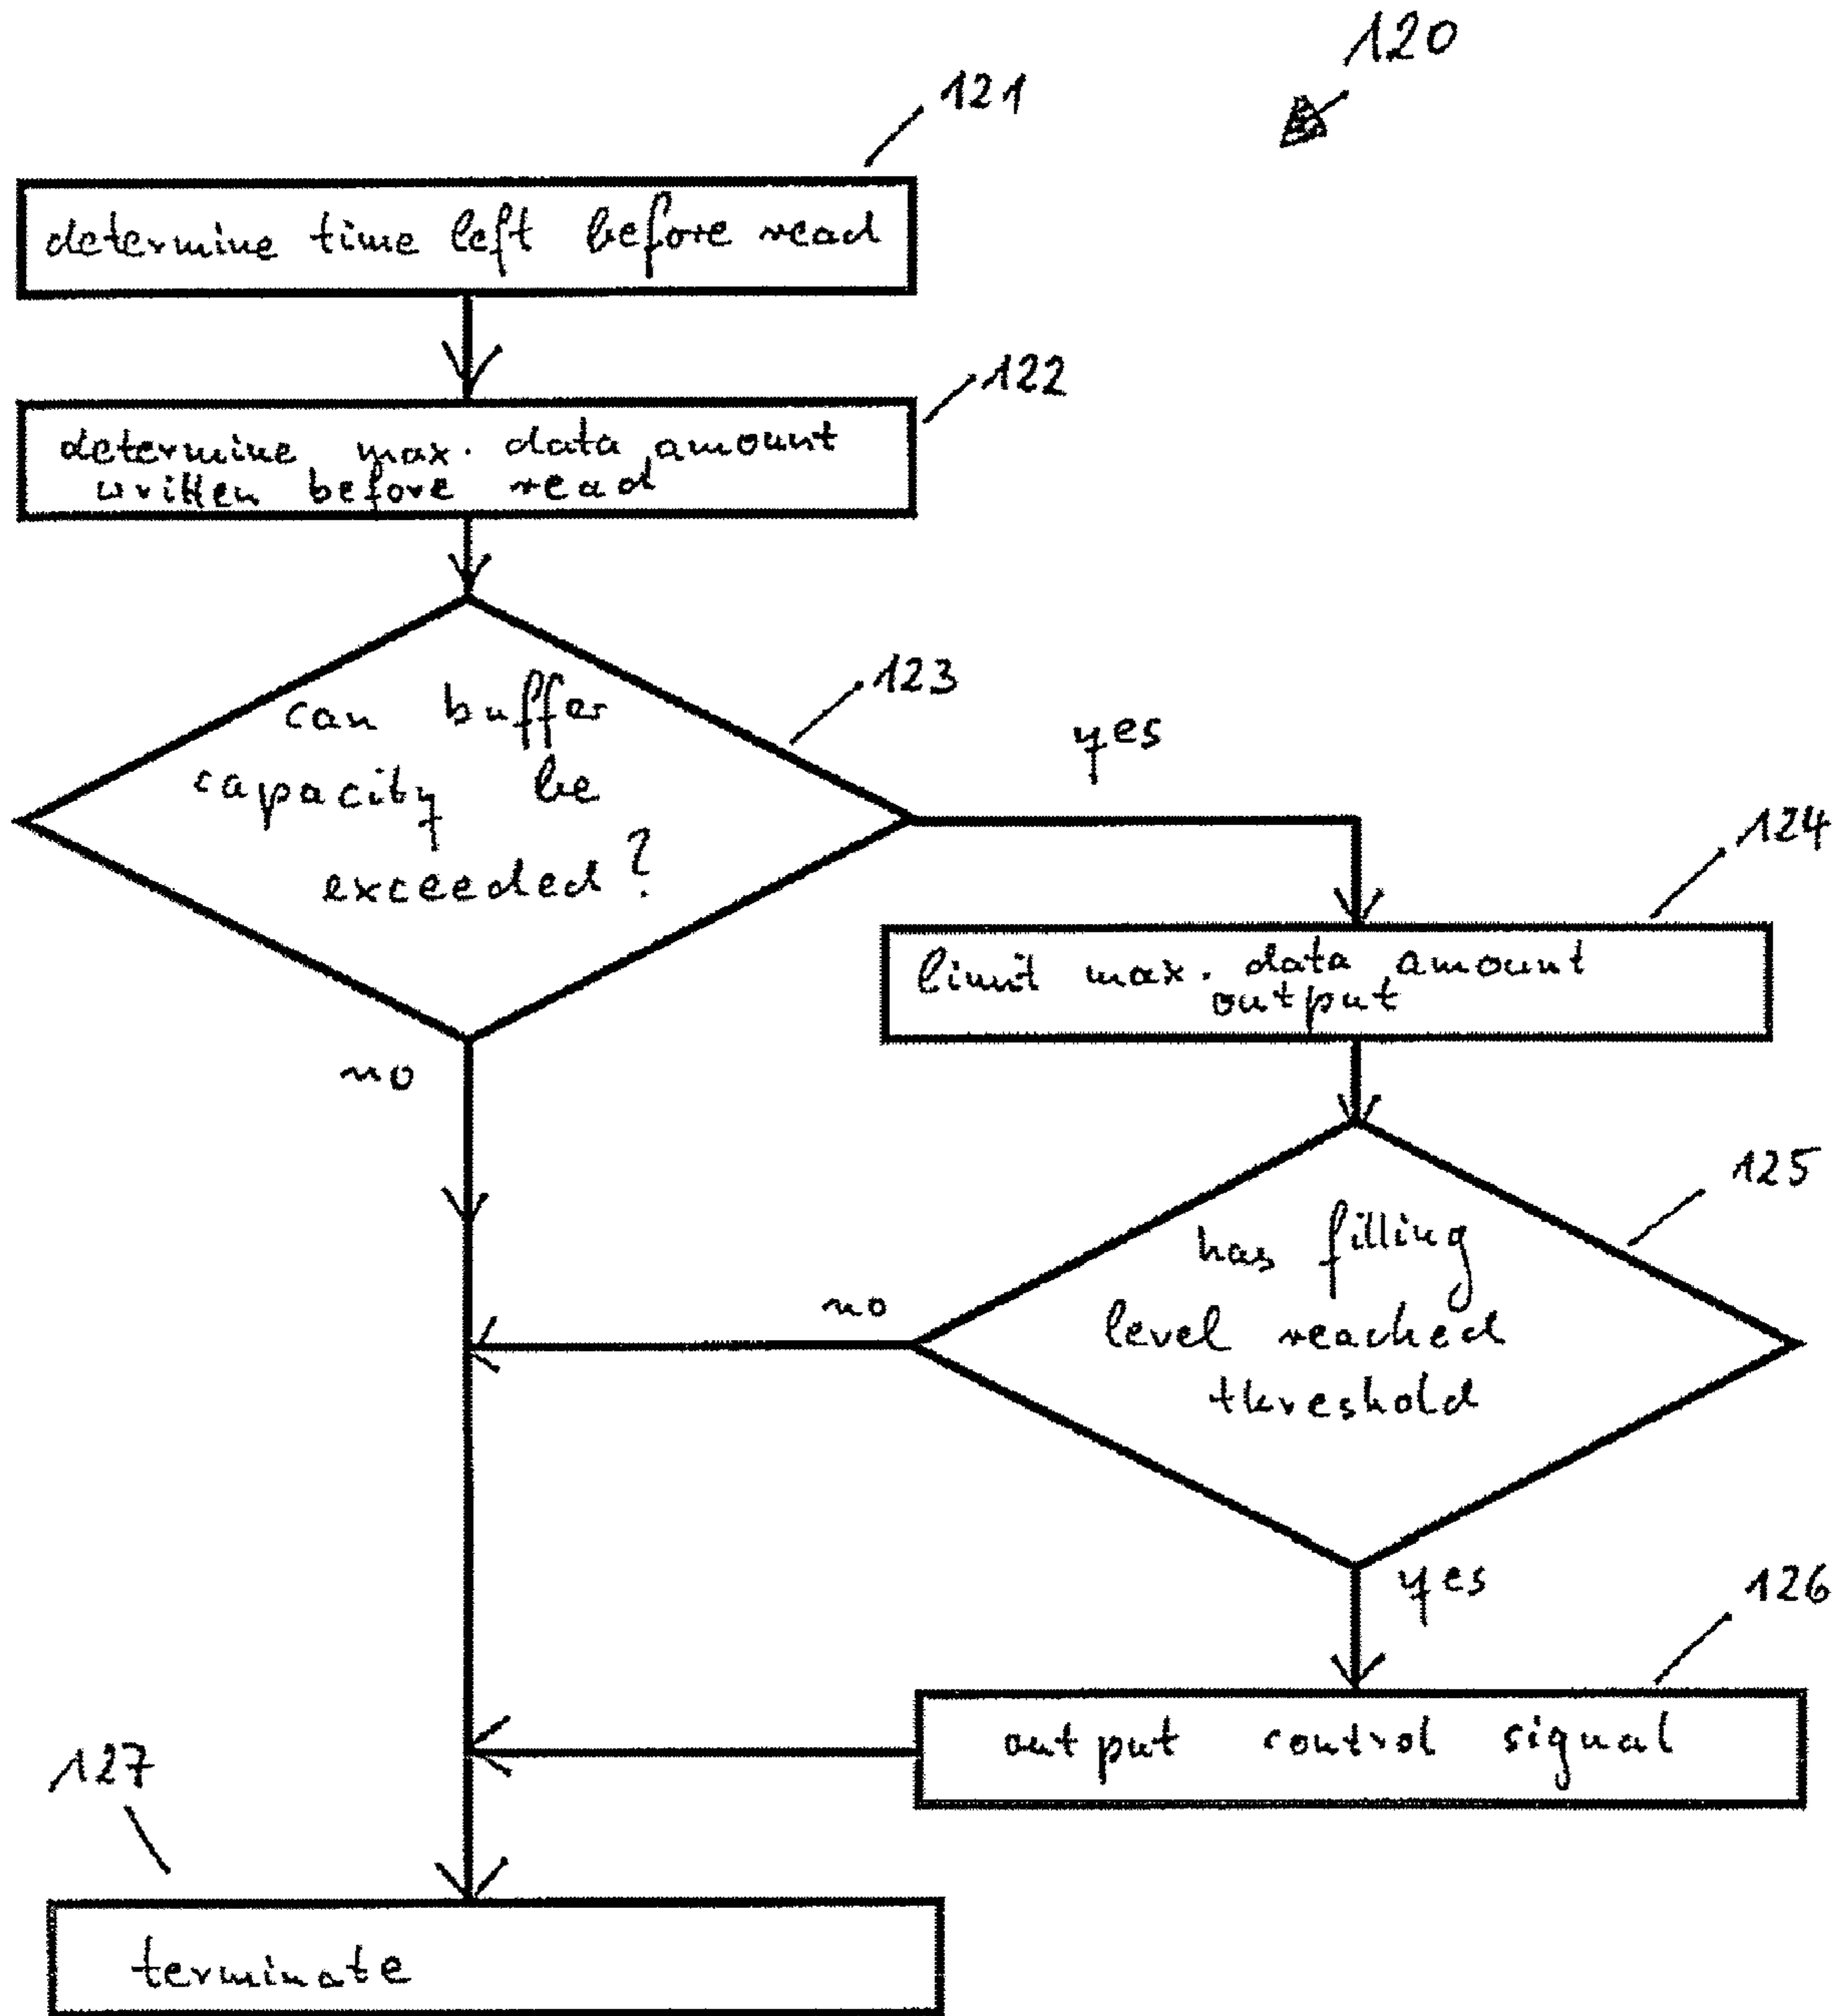 120
121
determine time left before read
122
determine max. data amount
written before read
123
can buffer
capacity be
exceeded?
yes
no
124
limit max. data amount
output
125
has filling
level reached
threshold
no
yes
126
output control signal
127
terminate